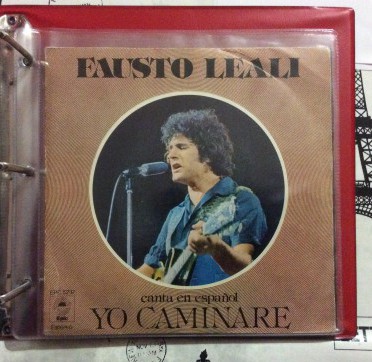 FAUSTO LEALI
canta en español
YO CAMINARE